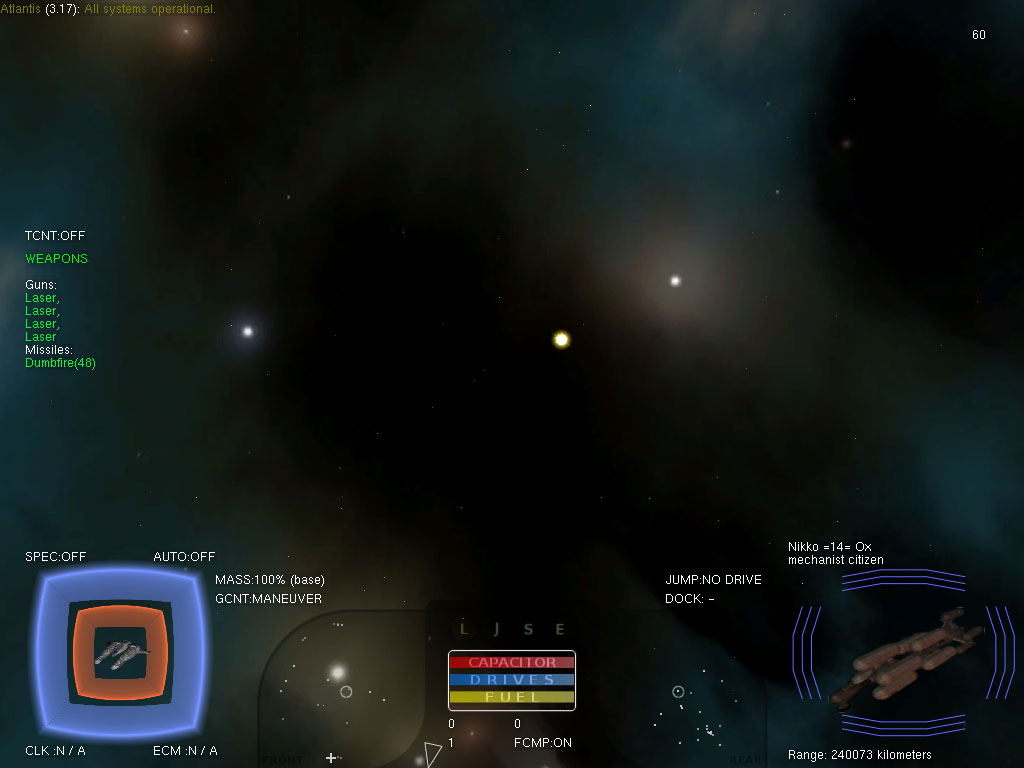 Atlantis (3.17): All systems operational.
60
TCNT:OFF
WEAPONS
Guns:
Laser,
Laser,
Laser,
Laser
Missiles:
Dumbfire(48)
SPEC:OFF
AUTO:OFF
MASS:100% (base)
GCNT:MANEUVER
CLK :N / A
ECM :N / A
L J S E
CAPACITOR
DRIVES
FUEL
0 0
1 FCMP:ON
FRONT
REAR
JUMP:NO DRIVE
DOCK: -
Nikko =14= Ox
mechanist citizen
Range: 240073 kilometers